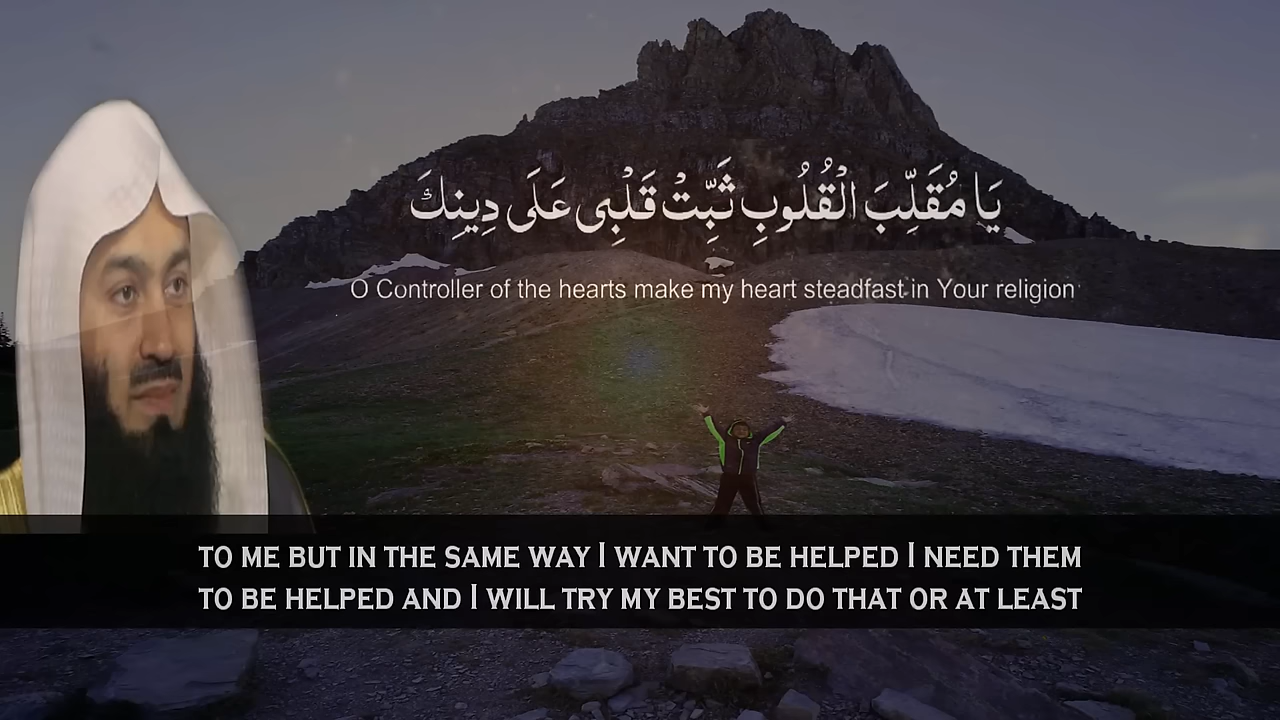 يَا مُقَلِّبَ الْقُلُوبِ ثَبِّتْ قَلْبِى عَلَى دِينِكَ
O Controller of the hearts make my heart steadfast in Your religion
TO ME BUT IN THE SAME WAY I WANT TO BE HELPED I NEED THEM
TO BE HELPED AND I WILL TRY MY BEST TO DO THAT OR AT LEAST